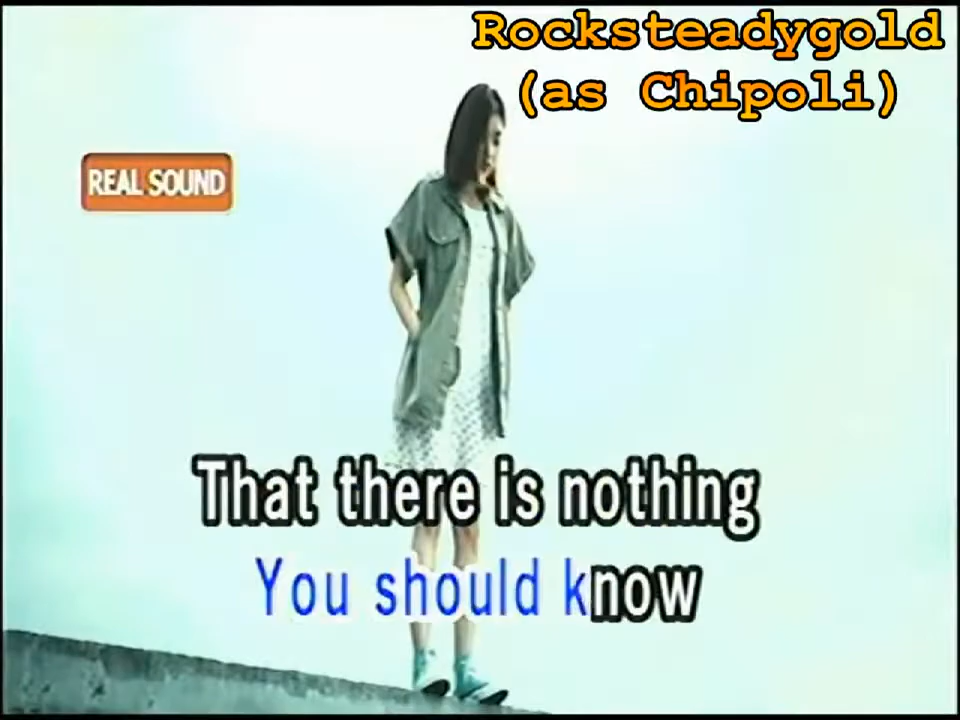 Rocksteadygold
(as Chipoli)
REAL SOUND
That there is nothing
You should know